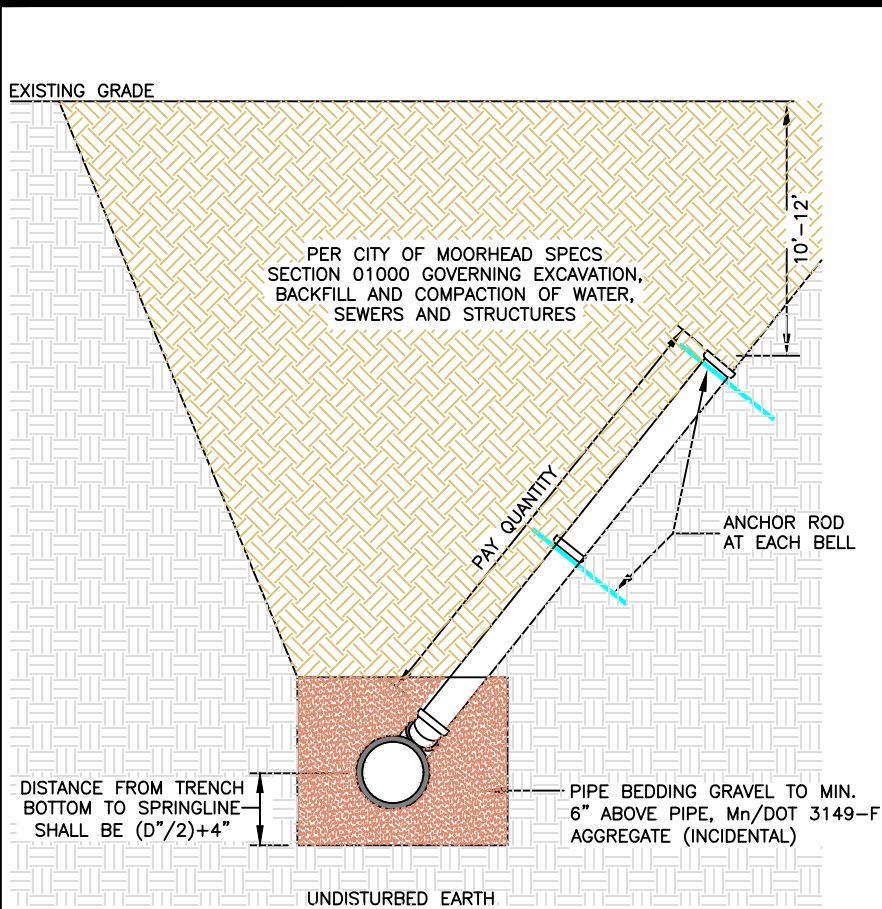 EXISTING GRADE
10'-12'
PER CITY OF MOORHEAD SPECS
SECTION 01000 GOVERNING EXCAVATION,
BACKFILL AND COMPACTION OF WATER,
SEWERS AND STRUCTURES
PAY QUANTITY
ANCHOR ROD
AT EACH BELL
DISTANCE FROM TRENCH
BOTTOM TO SPRINGLINE
SHALL BE (D"/2)+4"
PIPE BEDDING GRAVEL TO MIN.
6" ABOVE PIPE, Mn/DOT 3149-F
AGGREGATE (INCIDENTAL)
UNDISTURBED EARTH